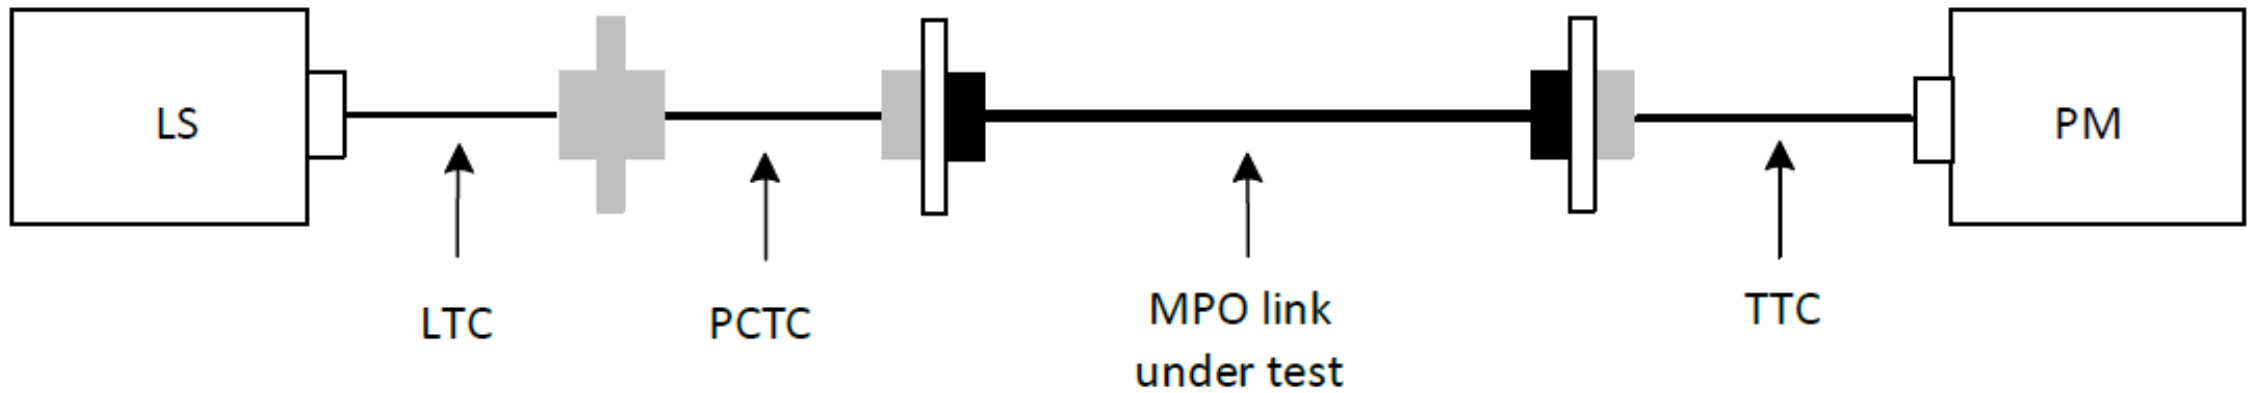 LS
PM
LTC
PCTC
MPO link
under test
TTC